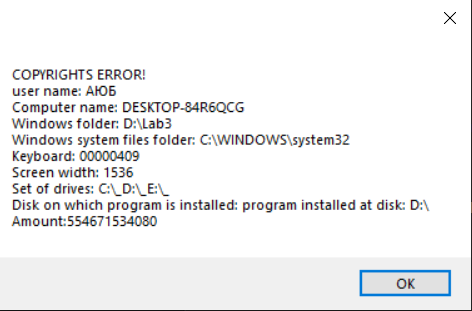 COPYRIGHTS ERROR!
user name: АЮБ
Computer name: DESKTOP-84R6QCG
Windows folder: D:\Lab3
Windows system files folder: C:\WINDOWS\system32
Keyboard: 00000409
Screen width: 1536
Set of drives: C:\_D:\_E:\_
Disk on which program is installed: program installed at disk: D:\
Amount:554671534080
OK